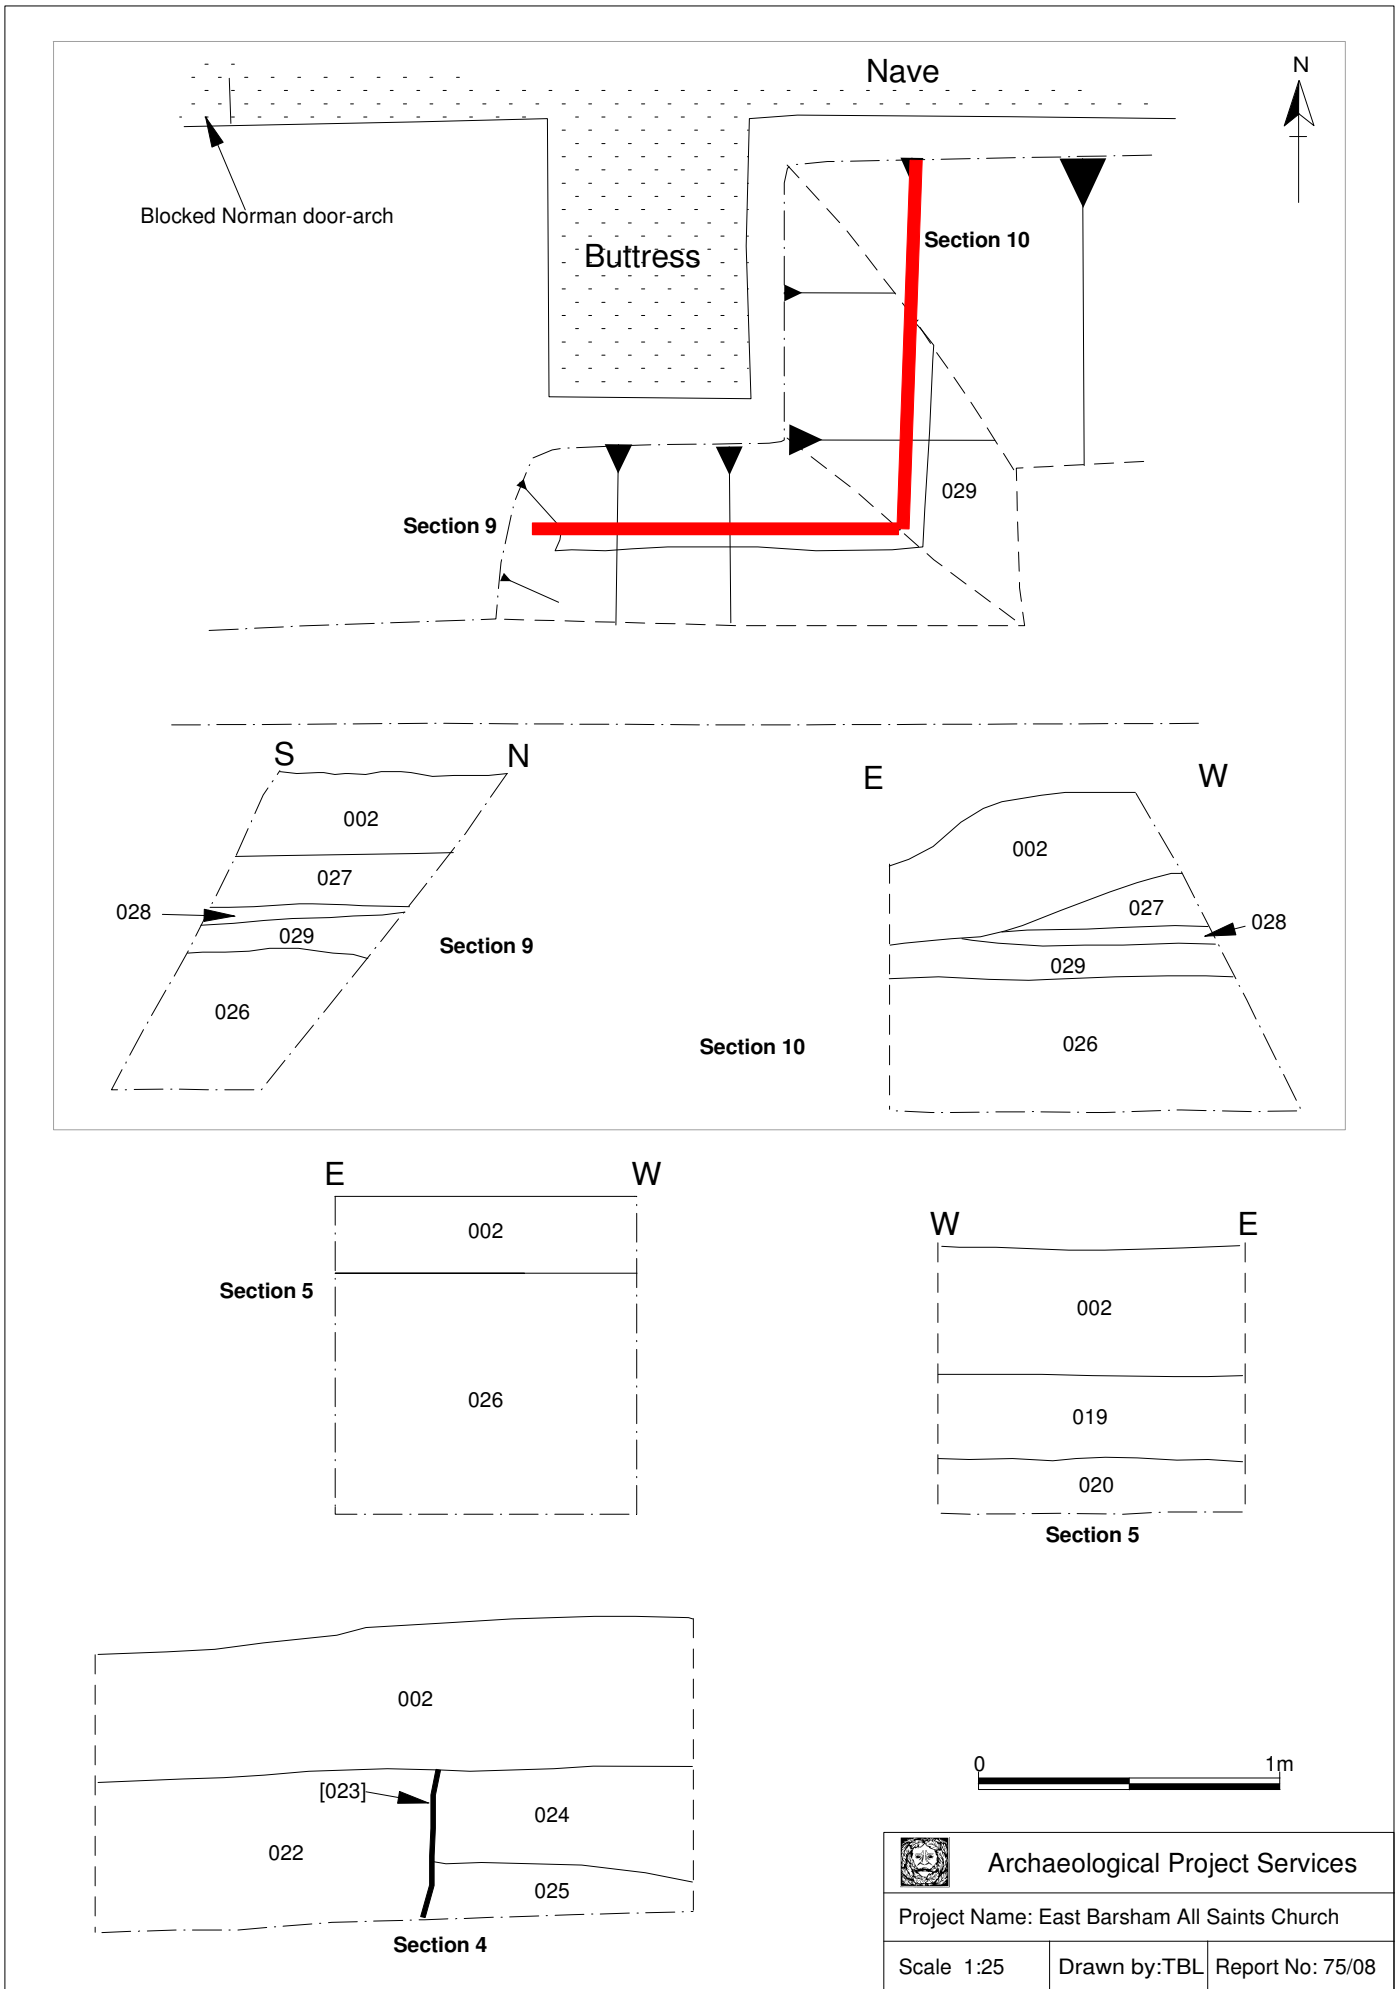 Nave
N
Blocked Norman door-arch
Section 10
Buttress
029
Section 9
S N
002
027
028
029
Section 9
026
E W
002
027
028
029
Section 10
026
E W
002
Section 5
026
W E
002
019
020
Section 5
002
[023]
024
022
025
Section 4
0 1m
Archaeological Project Services
Project Name: East Barsham All Saints Church
Scale 1:25 Drawn by:TBL Report No: 75/08